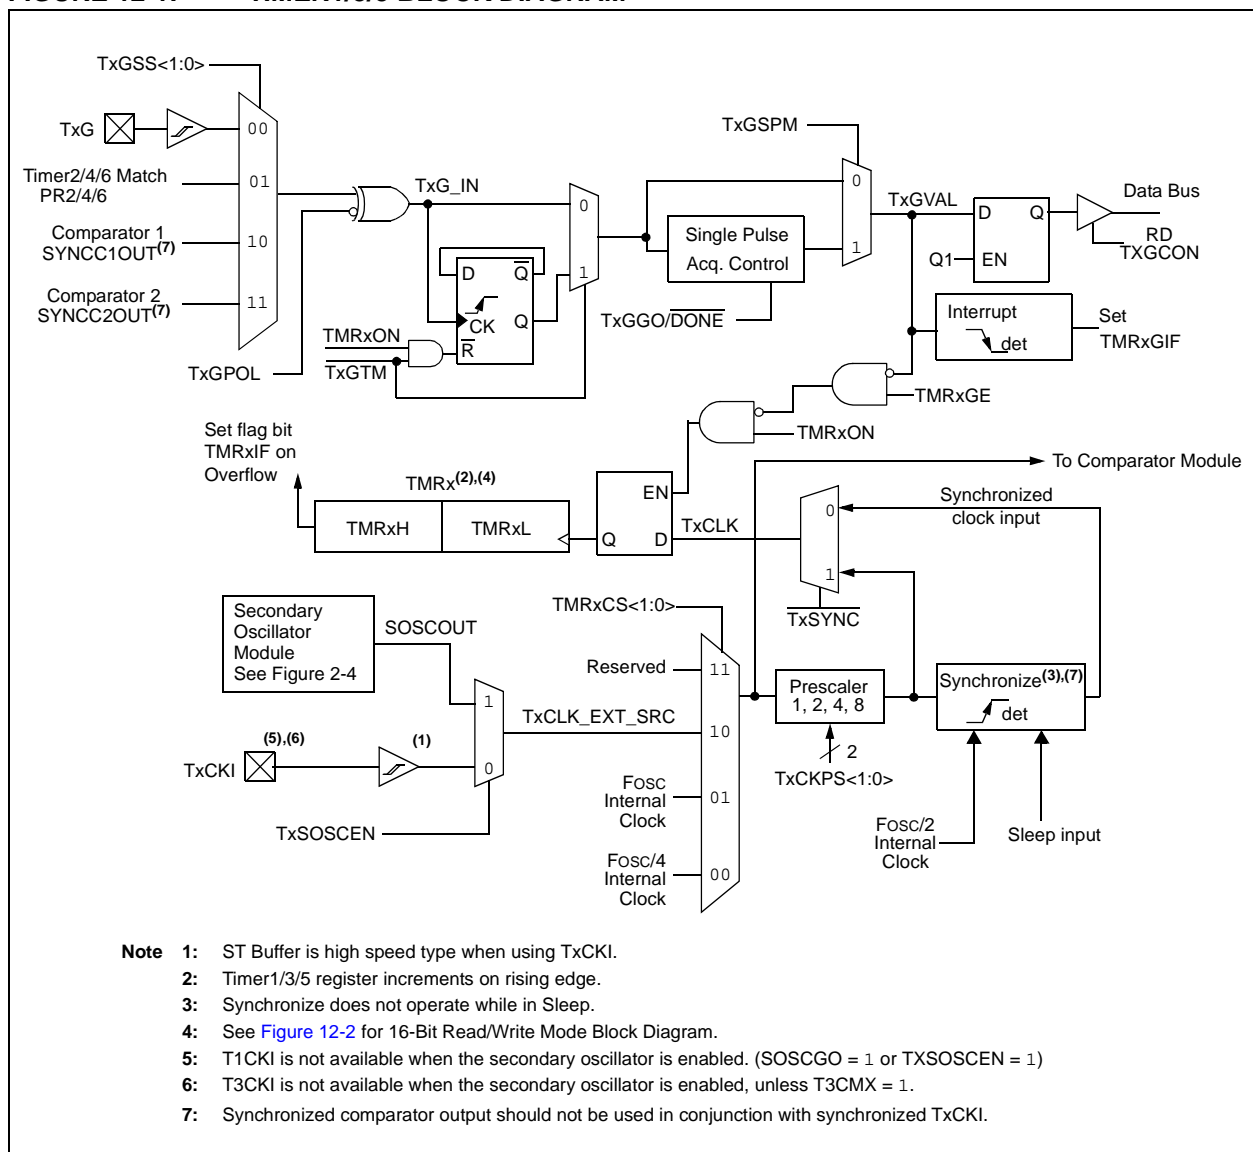 TxGSS<1:0>
TxG
00
Timer2/4/6 Match
PR2/4/6
01
Comparator 1
SYNCC1OUT(7)
10
Comparator 2
SYNCC2OUT(7)
11
TxGPOL
TxG_IN
0
1
D
Q
CK
Q
R
TMRxON
TxGTM
Single Pulse
Acq. Control
TxGGO/DONE
TxGSPM
0
1
TxGVAL
D
Q
Q1
EN
Data Bus
RD
TXGCON
Interrupt
det
Set
TMRxGIF
TMRxGE
TMRxON
To Comparator Module
Set flag bit
TMRxIF on
Overflow
TMRx(2),(4)
TMRxH
TMRxL
EN
Q
D
TxCLK
0
1
TxSYNC
Synchronized
clock input
Secondary
Oscillator
Module
See Figure 2-4
SOSCOUT
1
0
(5),(6)
(1)
TxCKI
TxSOSCEN
TxCLK_EXT_SRC
TMRxCS<1:0>
Reserved
11
10
FOSC
Internal
Clock
01
FOSC/4
Internal
Clock
00
Prescaler
1, 2, 4, 8
2
TxCKPS<1:0>
Synchronize(3),(7)
det
FOSC/2
Internal
Clock
Sleep input
Note 1: ST Buffer is high speed type when using TxCKI.
2: Timer1/3/5 register increments on rising edge.
3: Synchronize does not operate while in Sleep.
4: See Figure 12-2 for 16-Bit Read/Write Mode Block Diagram.
5: T1CKI is not available when the secondary oscillator is enabled. (SOSCGO = 1 or TXSOSCEN = 1)
6: T3CKI is not available when the secondary oscillator is enabled, unless T3CMX = 1.
7: Synchronized comparator output should not be used in conjunction with synchronized TxCKI.